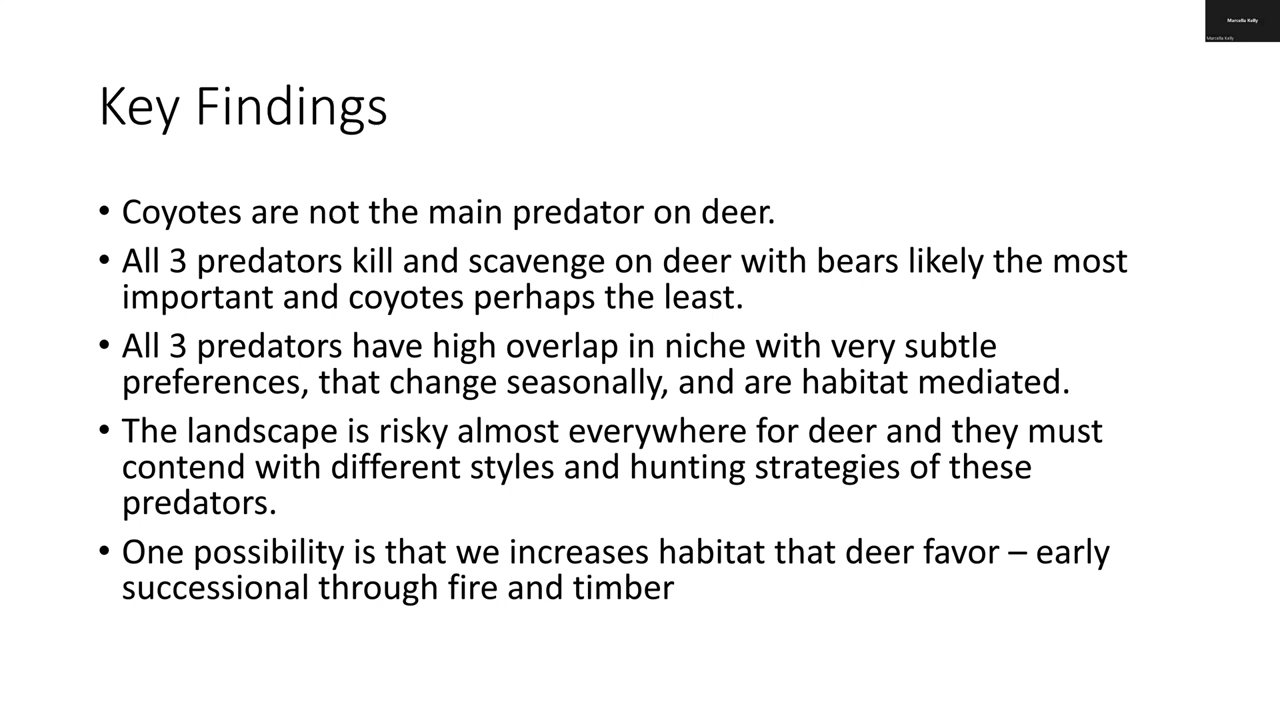 Marcella Kelly
Marcella Kelly
Key Findings
• Coyotes are not the main predator on deer.
• All 3 predators kill and scavenge on deer with bears likely the most
important and coyotes perhaps the least.
• All 3 predators have high overlap in niche with very subtle
preferences, that change seasonally, and are habitat mediated.
• The landscape is risky almost everywhere for deer and they must
contend with different styles and hunting strategies of these
predators.
• One possibility is that we increases habitat that deer favor – early
successional through fire and timber